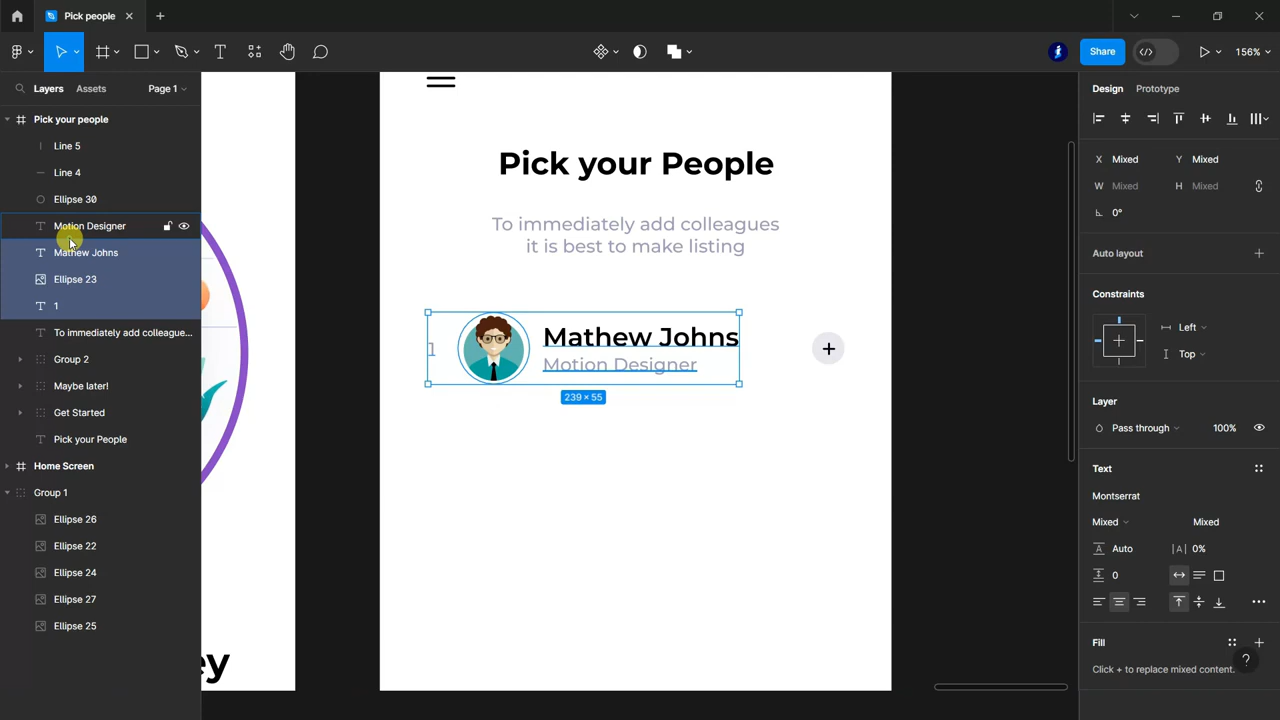 Pick people
Share
156%
Layers
Assets
Page 1
Pick your people
Line 5
Line 4
Ellipse 30
Motion Designer
Mathew Johns
Ellipse 23
1
To immediately add colleague...
Group 2
Maybe later!
Get Started
Pick your People
Home Screen
Group 1
Ellipse 26
Ellipse 22
Ellipse 24
Ellipse 27
Ellipse 25
ey
Pick your People
To immediately add colleagues
it is best to make listing
1
Mathew Johns
Motion Designer
239 × 55
Design
Prototype
X Mixed
Y Mixed
W Mixed
H Mixed
0°
Auto layout
Constraints
Left
Top
Layer
Pass through
100%
Text
Montserrat
Mixed
Mixed
Auto
|A| 0%
0
Fill
Click + to replace mixed content.
?